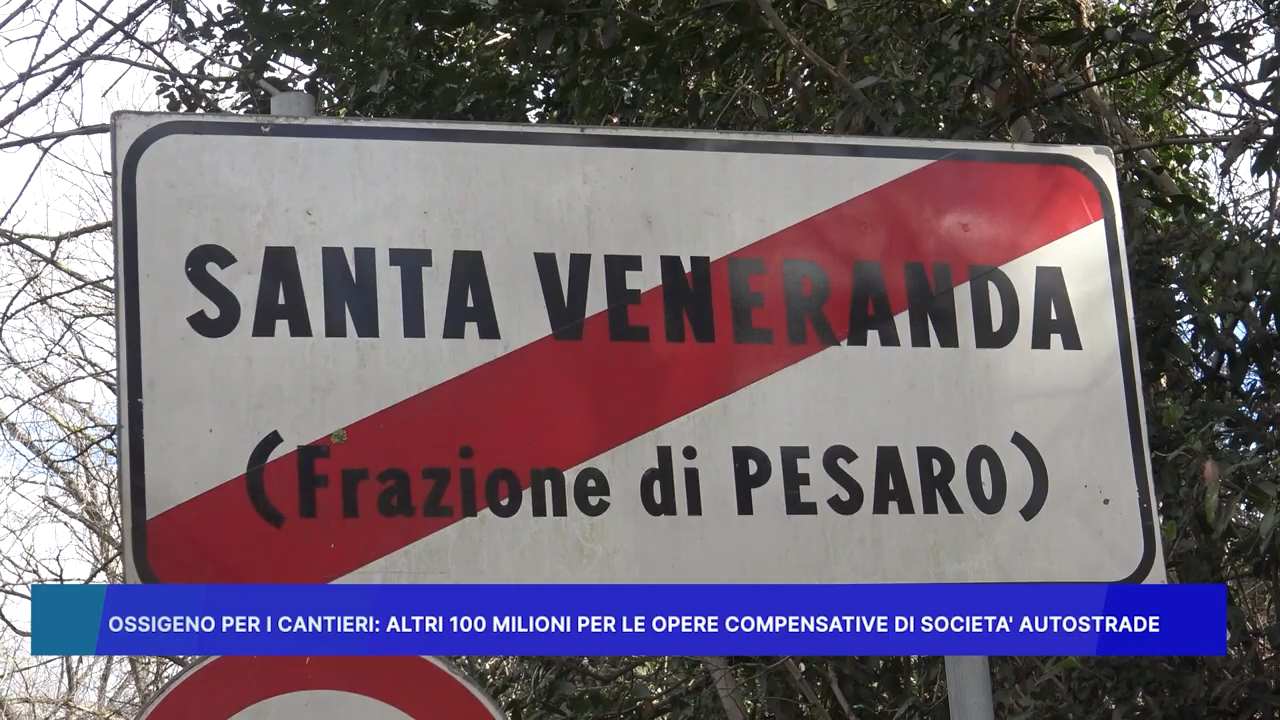 SANTA VENERANDA
(Frazione di PESARO)
OSSIGENO PER I CANTIERI: ALTRI 100 MILIONI PER LE OPERE COMPENSATIVE DI SOCIETA' AUTOSTRADE